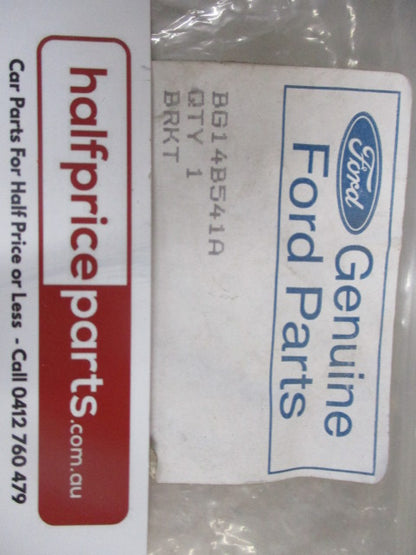 Ford
Genuine
Ford Parts
BG14B541A
QTY 1
BRKT
halfpriceparts.com.au
Car Parts For Half Price or Less - Call 0412 760 479